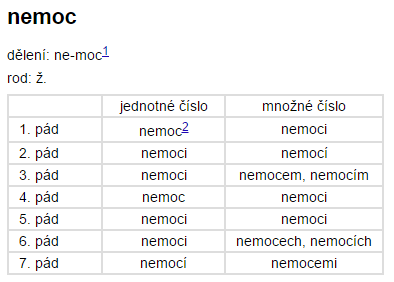 nemoc
dělení: ne-moc1
rod: ž.
jednotné číslo množné číslo
1. pád nemoc2 nemoci
2. pád nemoci nemocí
3. pád nemoci nemocem, nemocím
4. pád nemoc nemoci
5. pád nemoci nemoci
6. pád nemoci nemocech, nemocích
7. pád nemocí nemocemi